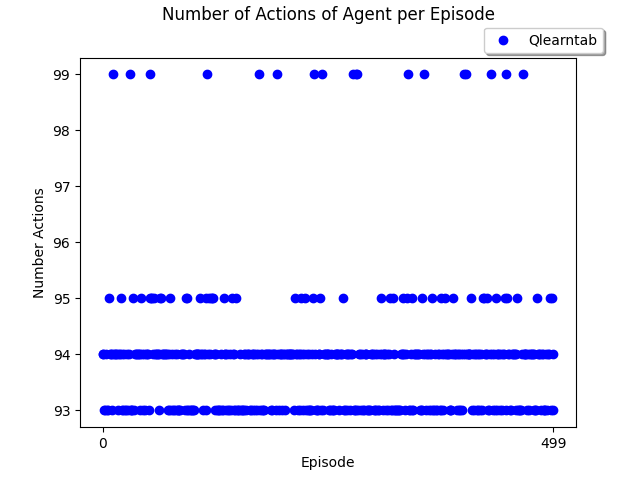 Number of Actions of Agent per Episode
Qlearntab
99
98
97
96
95
94
93
Number Actions
0
499
Episode